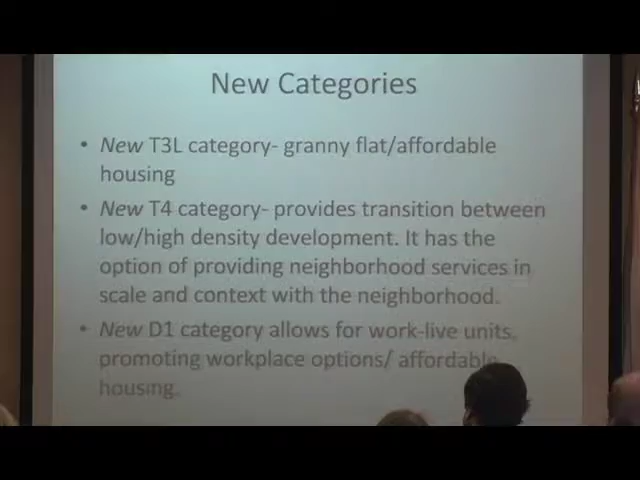 New Categories
• New T3L category- granny flat/affordable
housing
• New T4 category- provides transition between
low/high density development. It has the
option of providing neighborhood services in
scale and context with the neighborhood.
• New D1 category allows for work-live units,
promoting workplace options/ affordable
housing.